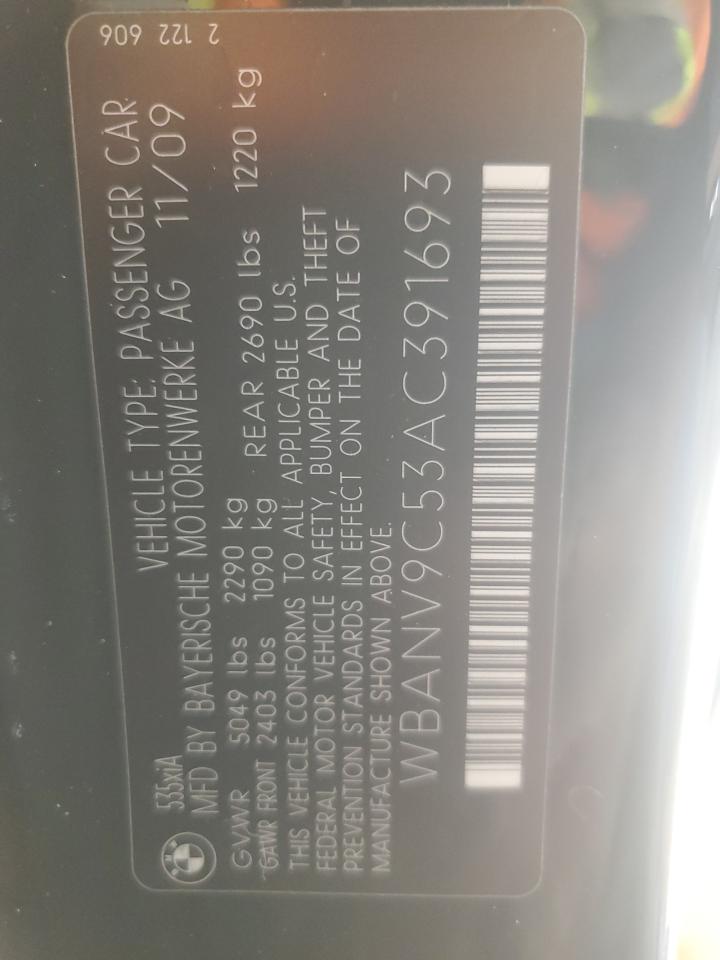 2 122 606
535xiA VEHICLE TYPE: PASSENGER CAR
MFD BY BAYERISCHE MOTORENWERKE AG 11/09
GVWR 5049 lbs 2290 kg
GAWR FRONT 2403 lbs 1090 kg REAR 2690 lbs 1220 kg
THIS VEHICLE CONFORMS TO ALL APPLICABLE U.S.
FEDERAL MOTOR VEHICLE SAFETY, BUMPER AND THEFT
PREVENTION STANDARDS IN EFFECT ON THE DATE OF
MANUFACTURE SHOWN ABOVE.
WBANV9C53AC391693